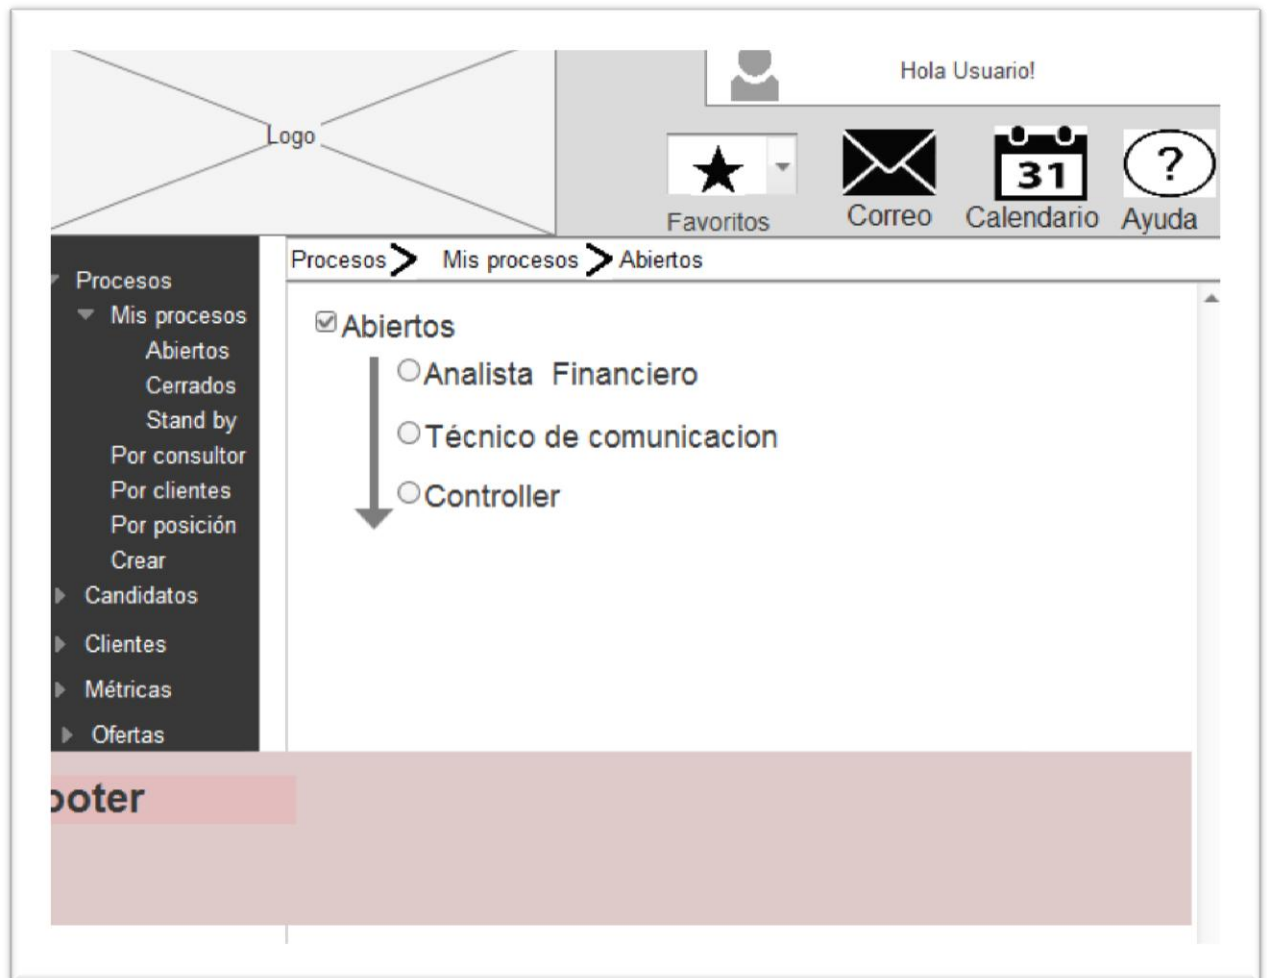 Hola Usuario!
Logo
31
?
Favoritos
Correo
Calendario
Ayuda
Procesos
Mis procesos
Abiertos
Procesos
Mis procesos
Abiertos
Cerrados
Stand by
Por consultor
Por clientes
Por posición
Crear
Candidatos
Clientes
Métricas
Ofertas
Abiertos
Analista Financiero
Técnico de comunicacion
Controller
ooter